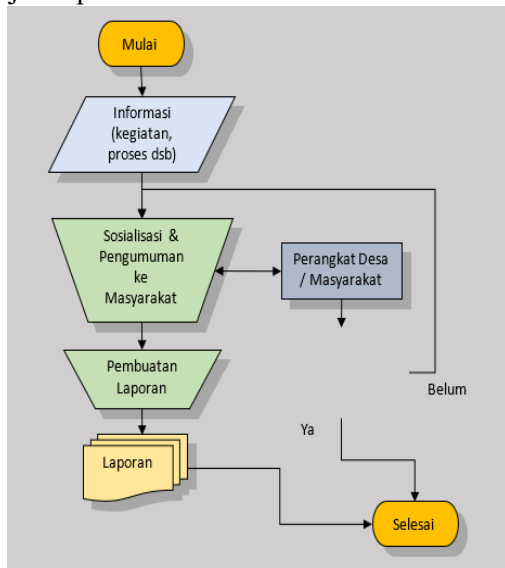 Mulai
Informasi
(kegiatan,
proses dsb)
Sosialisasi &
Pengumuman
ke
Masyarakat
Perangkat Desa
/ Masyarakat
Pembuatan
Laporan
Belum
Ya
Laporan
Selesai